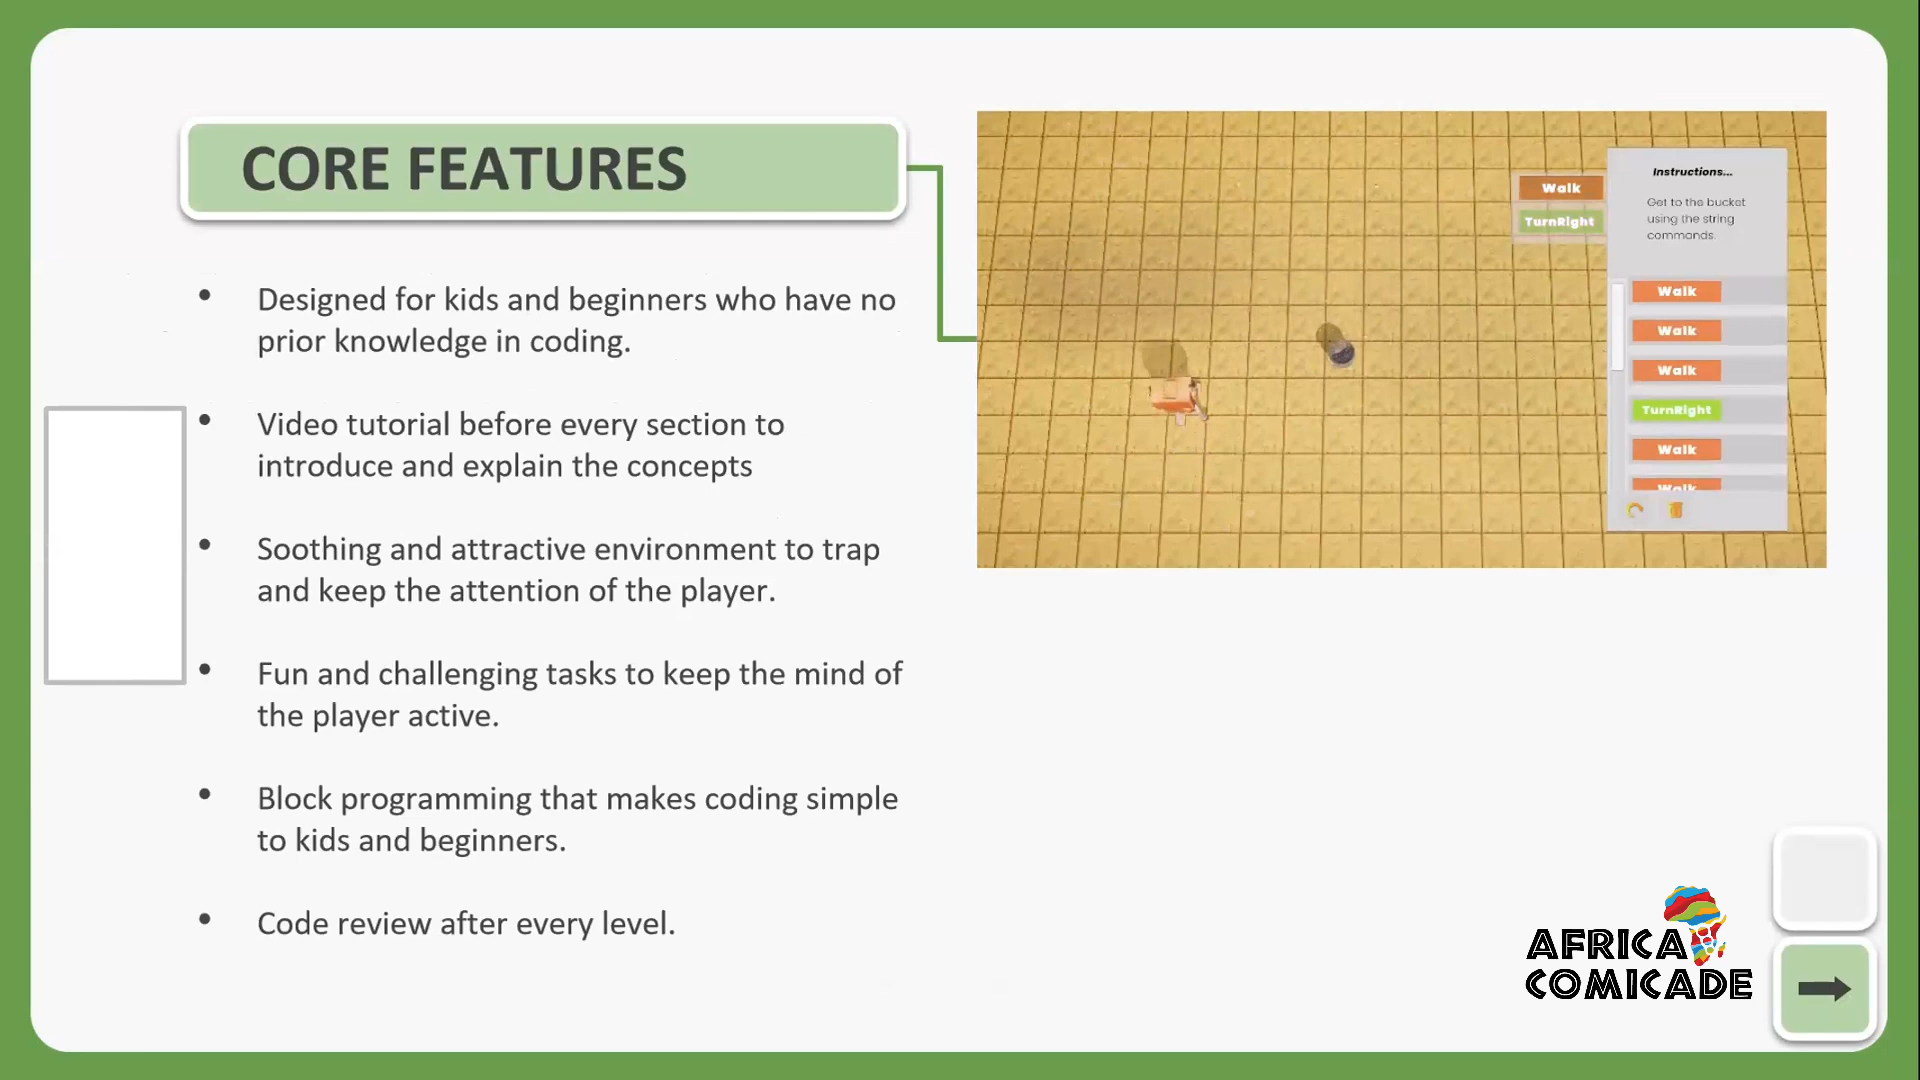 CORE FEATURES
• Designed for kids and beginners who have no
prior knowledge in coding.
• Video tutorial before every section to
introduce and explain the concepts
• Soothing and attractive environment to trap
and keep the attention of the player.
• Fun and challenging tasks to keep the mind of
the player active.
• Block programming that makes coding simple
to kids and beginners.
• Code review after every level.
Walk
TurnRight
Instructions...
Get to the bucket
using the string
commands.
Walk
Walk
Walk
TurnRight
Walk
Walk
AFRICA
COMICADE